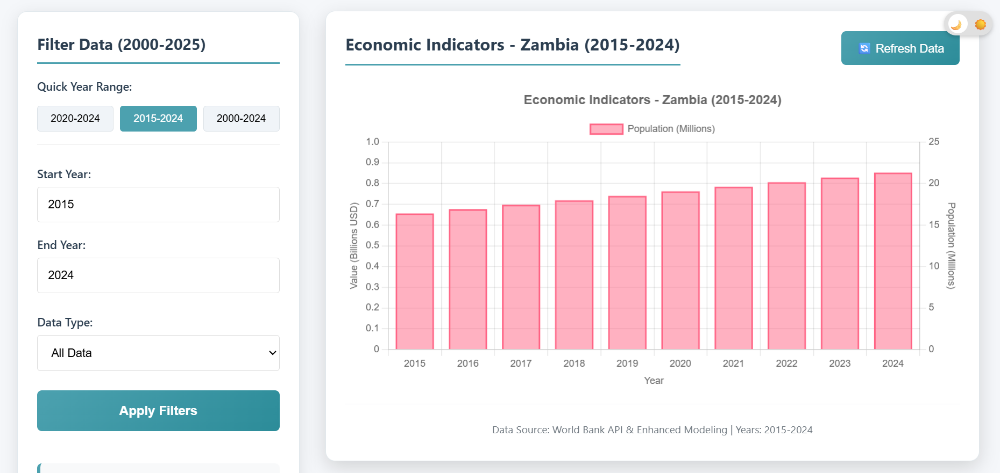 Filter Data (2000-2025)
Quick Year Range:
2020-2024
2015-2024
2000-2024
Start Year:
2015
End Year:
2024
Data Type:
All Data
Apply Filters
Economic Indicators - Zambia (2015-2024)
Refresh Data
Economic Indicators - Zambia (2015-2024)
Population (Millions)
Value (Billions USD)
1.0
0.9
0.8
0.7
0.6
0.5
0.4
0.3
0.2
0.1
0
25
20
15
10
5
0
Population (Millions)
2015 2016 2017 2018 2019 2020 2021 2022 2023 2024
Year
Data Source: World Bank API & Enhanced Modeling | Years: 2015-2024